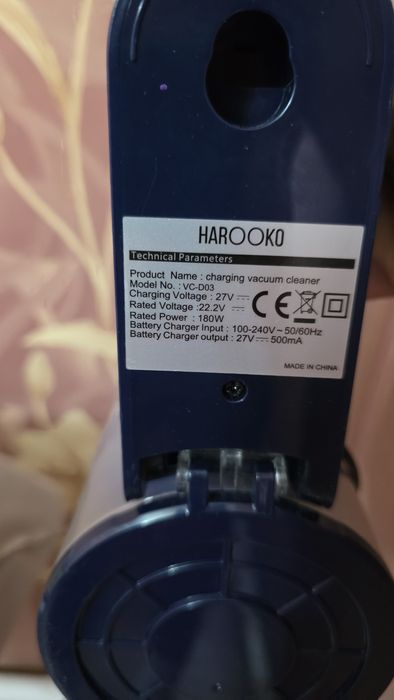 HAROOKO
Technical Parameters
Product Name : charging vacuum cleaner
Model No. : VC-D03
Charging Voltage : 27V ⎓
Rated Voltage :22.2V
Rated Power : 180W
Battery Charger Input : 100-240V~50/60Hz
Battery Charger output : 27V ⎓ 500mA
CE
MADE IN CHINA